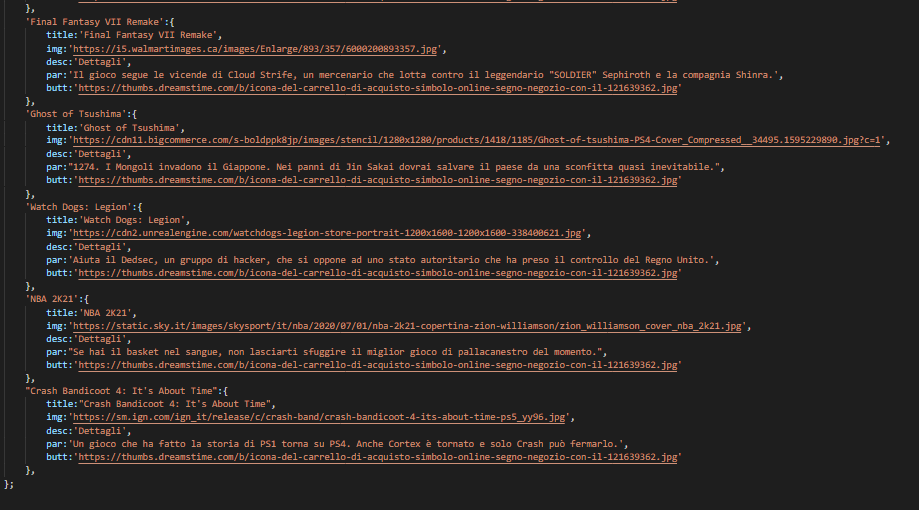 },
'Final Fantasy VII Remake':{
title:'Final Fantasy VII Remake',
img:'https://i5.walmartimages.ca/images/Enlarge/893/357/6000200893357.jpg',
desc:'Dettagli',
par:'Il gioco segue le vicende di Cloud Strife, un mercenario che lotta contro il leggendario "SOLDIER" Sephiroth e la compagnia Shinra.',
butt:'https://thumbs.dreamstime.com/b/icona-del-carrello-di-acquisto-simbolo-online-segno-negozio-con-il-121639362.jpg'
},
'Ghost of Tsushima':{
title:'Ghost of Tsushima',
img:'https://cdn11.bigcommerce.com/s-boldppk8jp/images/stencil/1280x1280/products/1418/1185/Ghost-of-tsushima-PS4-Cover_Compressed__34495.1595229890.jpg?c=1',
desc:'Dettagli',
par:"1274. I Mongoli invadono il Giappone. Nei panni di Jin Sakai dovrai salvare il paese da una sconfitta quasi inevitabile.",
butt:'https://thumbs.dreamstime.com/b/icona-del-carrello-di-acquisto-simbolo-online-segno-negozio-con-il-121639362.jpg'
},
'Watch Dogs: Legion':{
title:'Watch Dogs: Legion',
img:'https://cdn2.unrealengine.com/watchdogs-legion-store-portrait-1200x1600-1200x1600-338400621.jpg',
desc:'Dettagli',
par:'Aiuta il Dedsec, un gruppo di hacker, che si oppone ad uno stato autoritario che ha preso il controllo del Regno Unito.',
butt:'https://thumbs.dreamstime.com/b/icona-del-carrello-di-acquisto-simbolo-online-segno-negozio-con-il-121639362.jpg'
},
'NBA 2K21':{
title:'NBA 2K21',
img:'https://static.sky.it/images/skysport/it/nba/2020/07/01/nba-2k21-copertina-zion-williamson/zion_williamson_cover_nba_2k21.jpg',
desc:'Dettagli',
par:"Se hai il basket nel sangue, non lasciarti sfuggire il miglior gioco di pallacanestro del momento.",
butt:'https://thumbs.dreamstime.com/b/icona-del-carrello-di-acquisto-simbolo-online-segno-negozio-con-il-121639362.jpg'
},
"Crash Bandicoot 4: It's About Time":{
title:"Crash Bandicoot 4: It's About Time",
img:'https://sm.ign.com/ign_it/release/c/crash-band/crash-bandicoot-4-its-about-time-ps5_yy96.jpg',
desc:'Dettagli',
par:'Un gioco che ha fatto la storia di PS1 torna su PS4. Anche Cortex è tornato e solo Crash può fermarlo.',
butt:'https://thumbs.dreamstime.com/b/icona-del-carrello-di-acquisto-simbolo-online-segno-negozio-con-il-121639362.jpg'
},
};